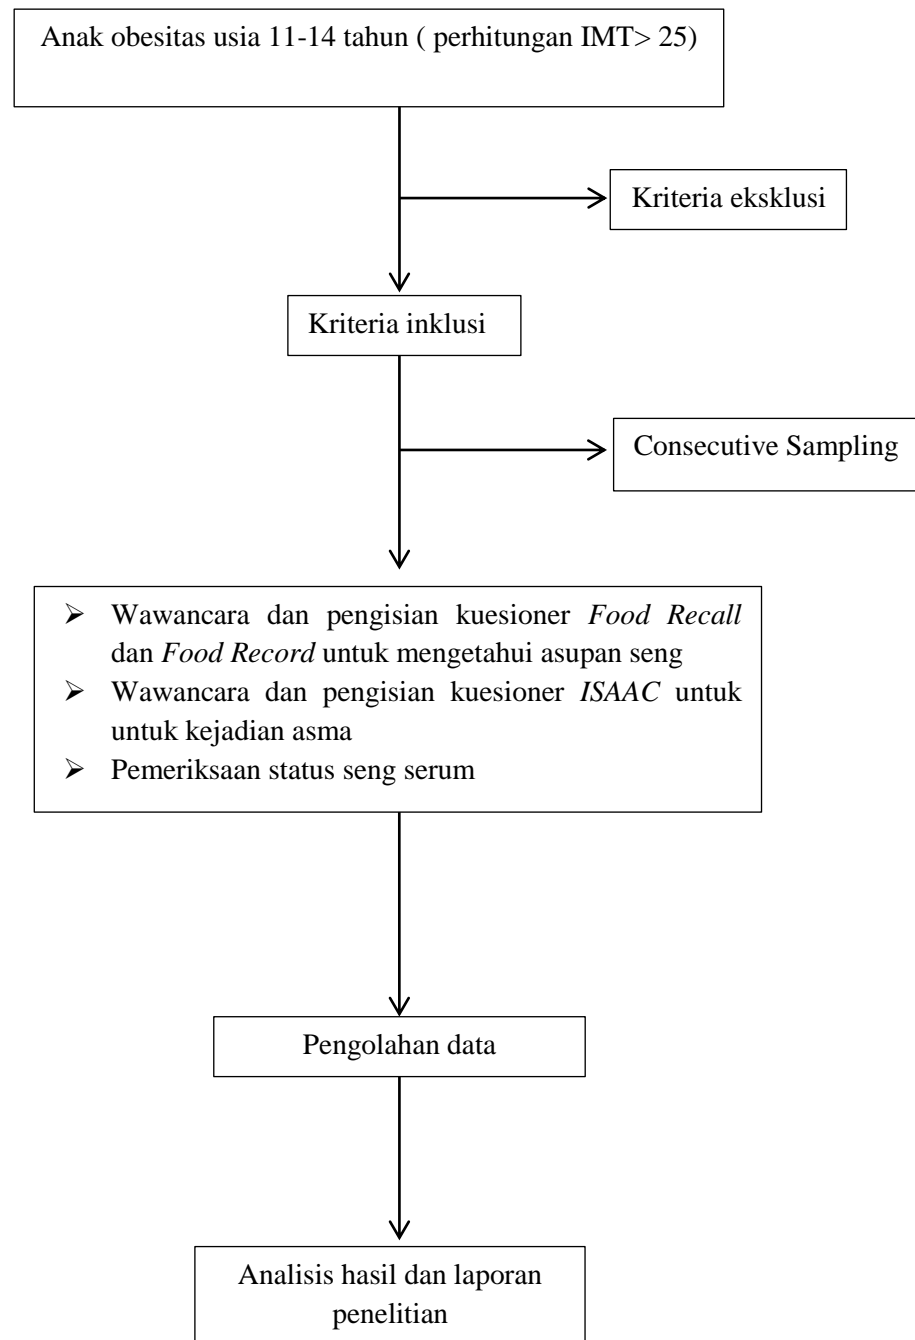 Anak obesitas usia 11-14 tahun ( perhitungan IMT> 25)
Kriteria eksklusi
Kriteria inklusi
Consecutive Sampling
➢ Wawancara dan pengisian kuesioner Food Recall
dan Food Record untuk mengetahui asupan seng
➢ Wawancara dan pengisian kuesioner ISAAC untuk
untuk kejadian asma
➢ Pemeriksaan status seng serum
Pengolahan data
Analisis hasil dan laporan
penelitian